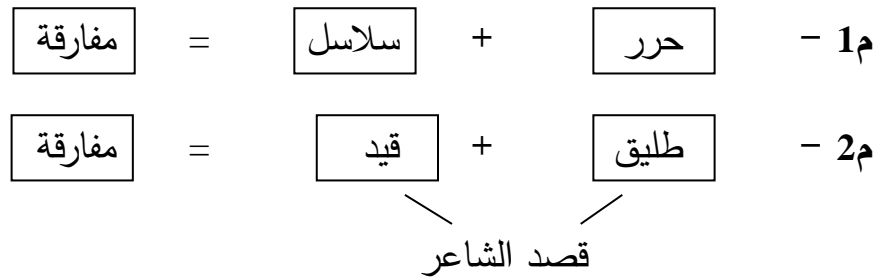 م1 - حرر + سلاسل = مفارقة
م2 - طليق + قيد = مفارقة
قصد الشاعر